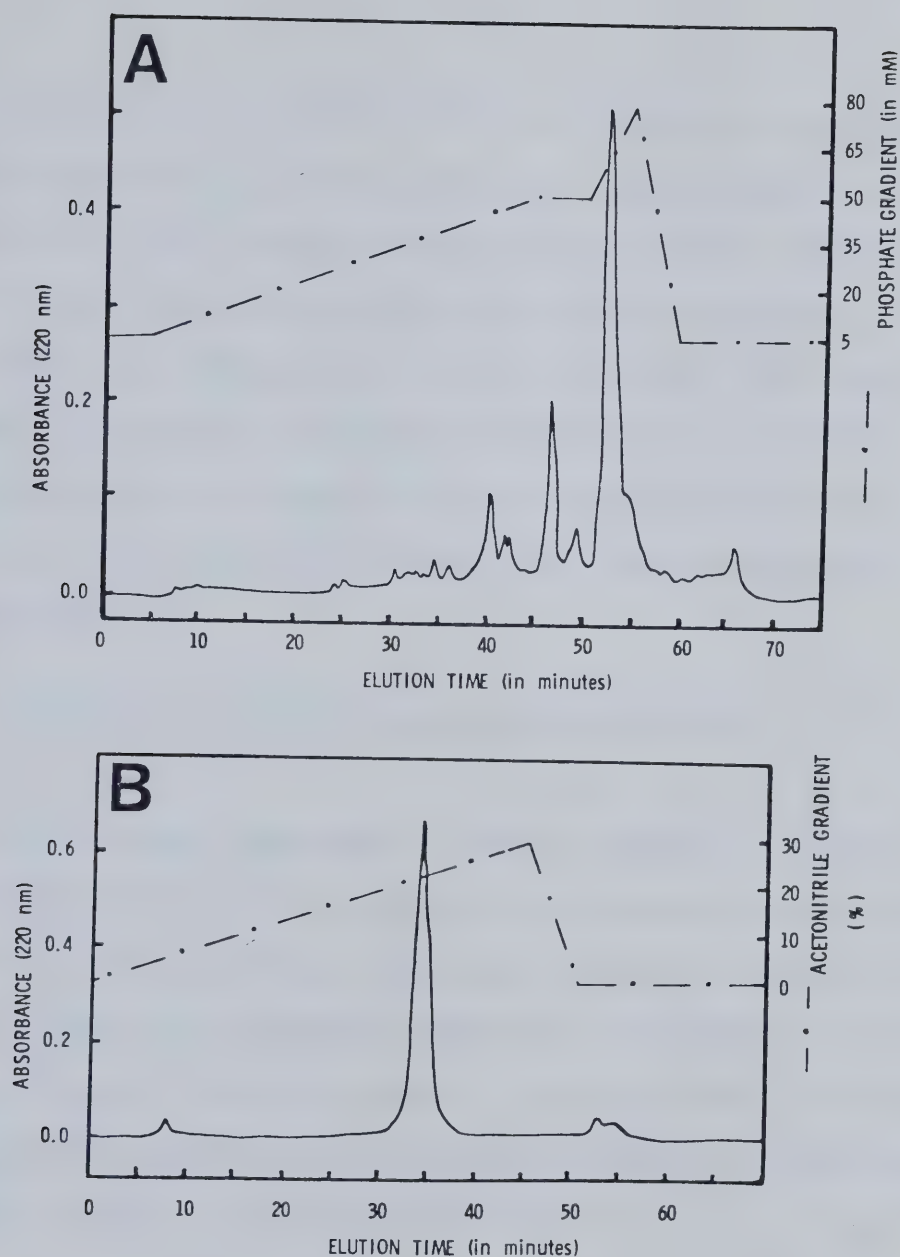 A
ABSORBANCE (220 nm)
0.4
0.2
0.0
80
65
50
35
20
5
PHOSPHATE GRADIENT (in mM)
0 10 20 30 40 50 60 70
ELUTION TIME (in minutes)
B
ABSORBANCE (220 nm)
0.6
0.4
0.2
0.0
30
20
10
0
ACETONITRILE GRADIENT
(%)
0 10 20 30 40 50 60
ELUTION TIME (in minutes)